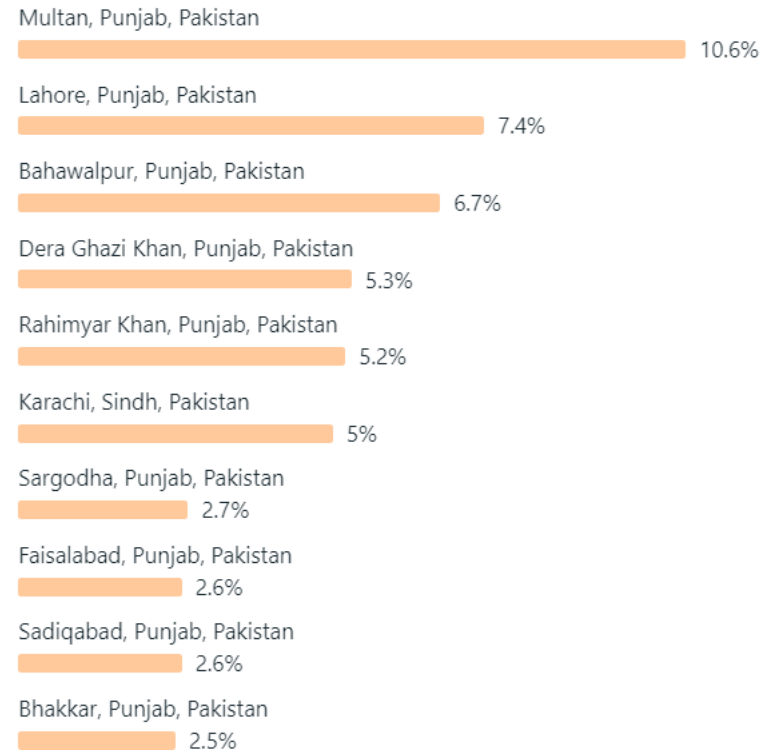 Multan, Punjab, Pakistan
10.6%
Lahore, Punjab, Pakistan
7.4%
Bahawalpur, Punjab, Pakistan
6.7%
Dera Ghazi Khan, Punjab, Pakistan
5.3%
Rahimyar Khan, Punjab, Pakistan
5.2%
Karachi, Sindh, Pakistan
5%
Sargodha, Punjab, Pakistan
2.7%
Faisalabad, Punjab, Pakistan
2.6%
Sadiqabad, Punjab, Pakistan
2.6%
Bhakkar, Punjab, Pakistan
2.5%